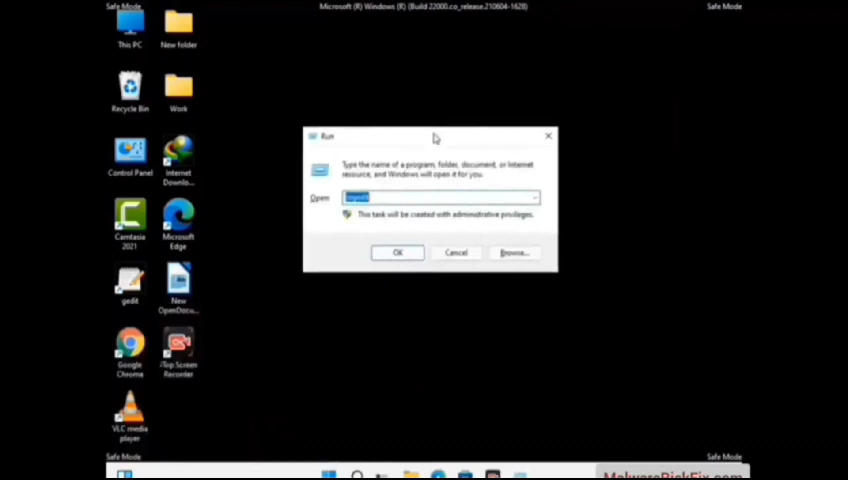 Safe Mode
Microsoft (R) Windows (R) (Build 22000.co_release.210604-1628)
Safe Mode
This PC
New folder
Recycle Bin
Work
Control Panel
Internet
Downlo...
Camtasia
2021
Microsoft
Edge
gedit
New
OpenDocu...
Google
Chrome
iTop Screen
Recorder
VLC media
player
Run
Type the name of a program, folder, document, or Internet
resource, and Windows will open it for you.
Open
This task will be created with administrative privileges.
OK
Cancel
Browse...
Safe Mode
Safe Mode
MalwareRiskFix.com